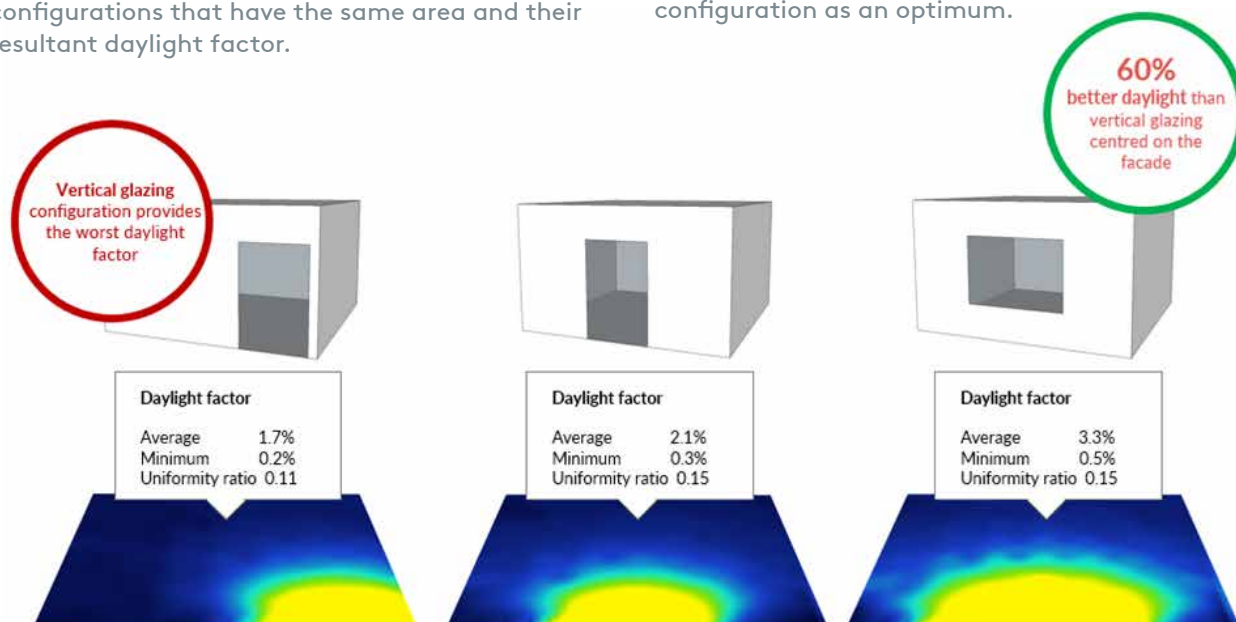 configurations that have the same area and their
resultant daylight factor.
configuration as an optimum.
Vertical glazing
configuration provides
the worst daylight
factor
60%
better daylight than
vertical glazing
centred on the
facade
Daylight factor
Average 1.7%
Minimum 0.2%
Uniformity ratio 0.11
Daylight factor
Average 2.1%
Minimum 0.3%
Uniformity ratio 0.15
Daylight factor
Average 3.3%
Minimum 0.5%
Uniformity ratio 0.15